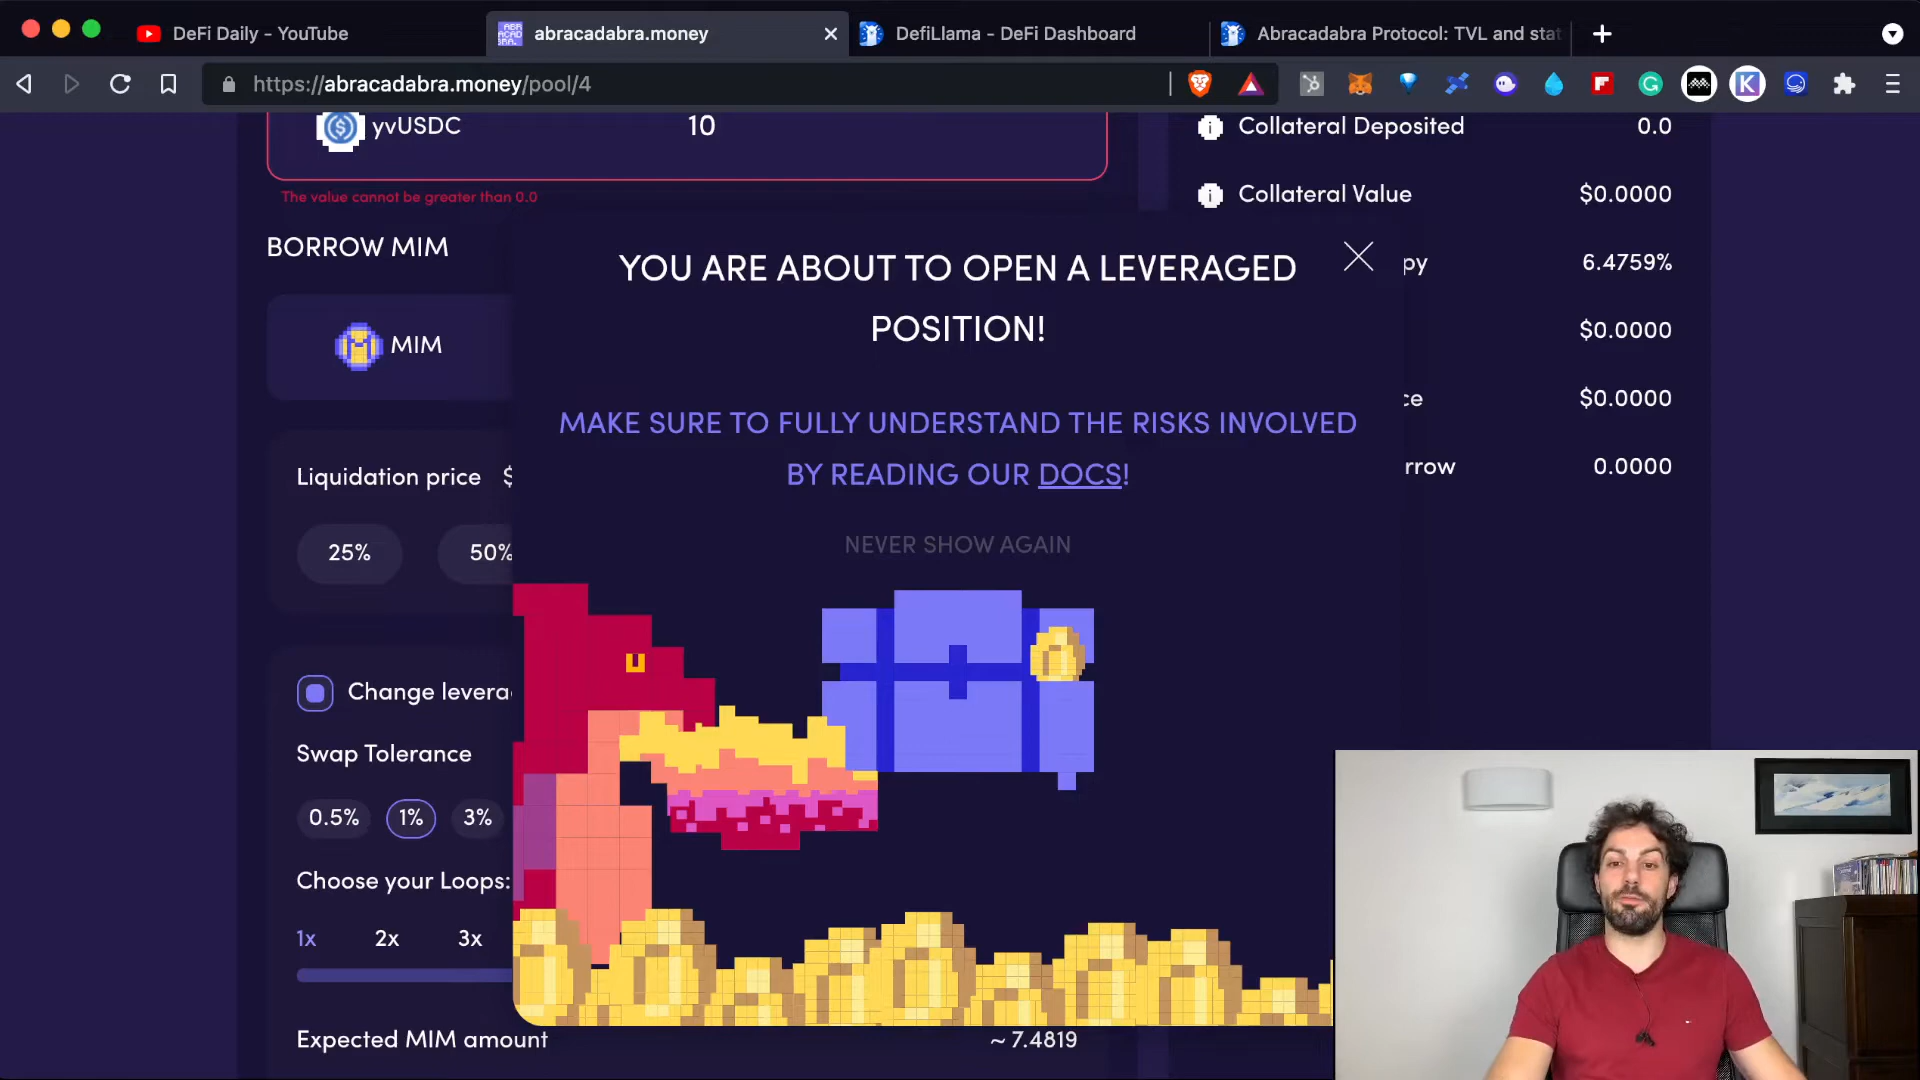 DeFi Daily - YouTube
abracadabra.money
DefiLlama - DeFi Dashboard
Abracadabra Protocol: TVL and stat
https://abracadabra.money/pool/4
yvUSDC
10
The value cannot be greater than 0.0
BORROW MIM
MIM
Liquidation price $
25%
50%
Change levera
Swap Tolerance
0.5%
1%
3%
Choose your Loops:
1x
2x
3x
Expected MIM amount
~ 7.4819
YOU ARE ABOUT TO OPEN A LEVERAGED
POSITION!
MAKE SURE TO FULLY UNDERSTAND THE RISKS INVOLVED
BY READING OUR DOCS!
NEVER SHOW AGAIN
Collateral Deposited
0.0
Collateral Value
$0.0000
py
6.4759%
$0.0000
ce
$0.0000
rrow
0.0000